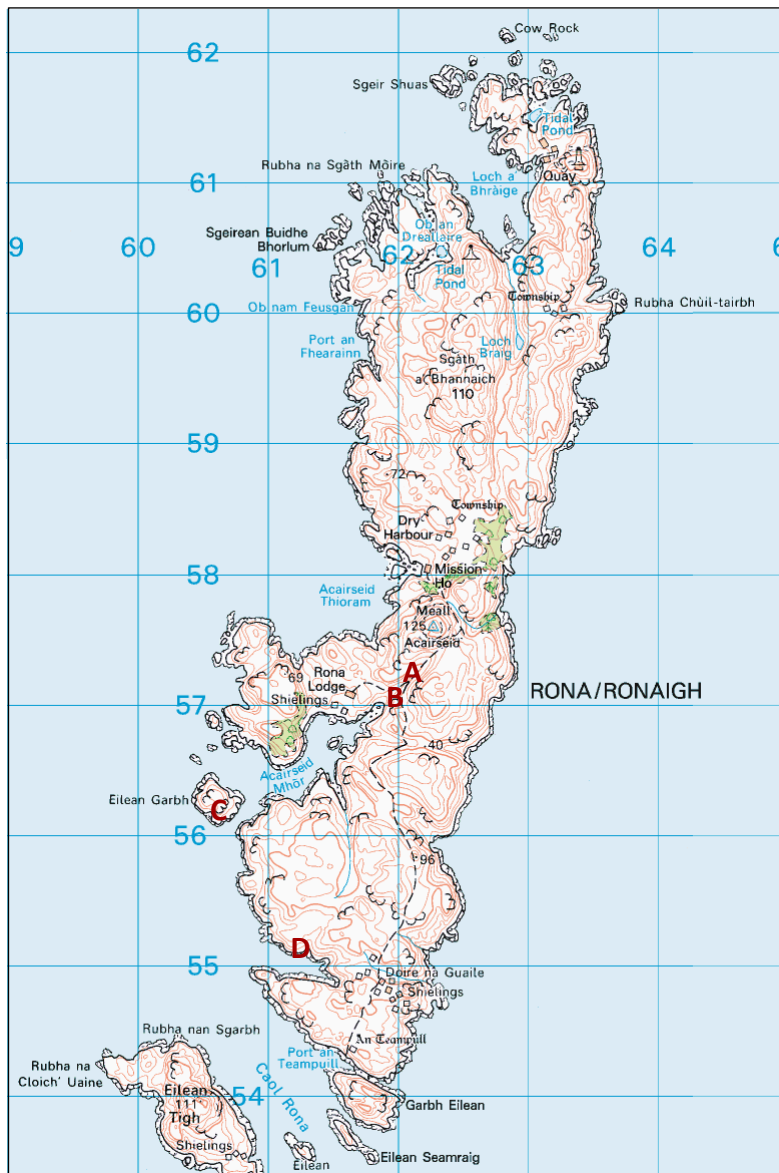 Cow Rock
62
Sgeir Shuas
Tidal
Pond
Rubha na Sgàth Mòire
Loch a'
Bhràige
Quay
61
Sgeirean Buidhe
Bhorlum
Ob an
Dreallaire
9
60
61
62
63
64
6
Tidal
Pond
Township
Rubha Chùil-tairbh
60
Ob nam Feusgan
Port an
Fhearainn
Loch
Braig
Sgàth
a' Bhannaich
110
59
72
Township
Dry
Harbour
58
Mission
Ho
Acairseid
Thioram
Meall
125
Acairseid
A
69
Rona
Lodge
B
RONA/RONAIGH
Shielings
57
40
Acairseid
Mhór
Eilean Garbh
C
56
96
D
55
Doire na Guaile
Shielings
50
An Teampull
Rubha nan Sgarbh
Port an
Teampuill
Rubha na
Cloich' Uaine
Caol Rona
54
Eilean
111
Tigh
Garbh Eilean
Shielings
Eilean Seamraig
Eilean